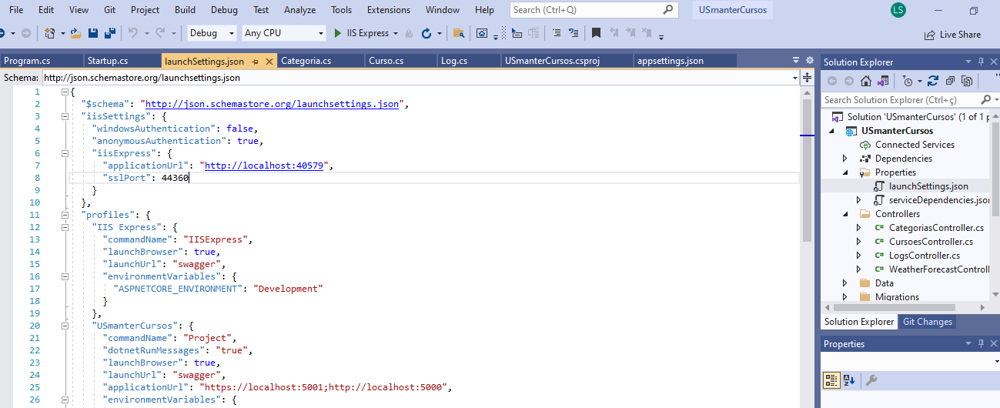 File Edit View Git Project Build Debug Test Analyze Tools Extensions Window Help Search (Ctrl+Q) USmanterCursos LS
Debug Any CPU IIS Express Live Share
Program.cs Startup.cs launchSettings.json Categoria.cs Curso.cs Log.cs USmanterCursos.csproj appsettings.json
Schema: http://json.schemastore.org/launchsettings.json
1 {
2 "$schema": "http://json.schemastore.org/launchsettings.json",
3 "iisSettings": {
4 "windowsAuthentication": false,
5 "anonymousAuthentication": true,
6 "iisExpress": {
7 "applicationUrl": "http://localhost:40579",
8 "sslPort": 44360
9 }
10 },
11 "profiles": {
12 "IIS Express": {
13 "commandName": "IISExpress",
14 "launchBrowser": true,
15 "launchUrl": "swagger",
16 "environmentVariables": {
17 "ASPNETCORE_ENVIRONMENT": "Development"
18 }
19 },
20 "USmanterCursos": {
21 "commandName": "Project",
22 "dotnetRunMessages": "true",
23 "launchBrowser": true,
24 "launchUrl": "swagger",
25 "applicationUrl": "https://localhost:5001;http://localhost:5000",
26 "environmentVariables": {
Solution Explorer
Search Solution Explorer (Ctrl+ç)
Solution 'USmanterCursos' (1 of 1 p
USmanterCursos
Connected Services
Dependencies
Properties
launchSettings.json
serviceDependencies.json
Controllers
CategoriasController.cs
CursoesController.cs
LogsController.cs
WeatherForecastControll
Data
Migrations
Solution Explorer Git Changes
Properties